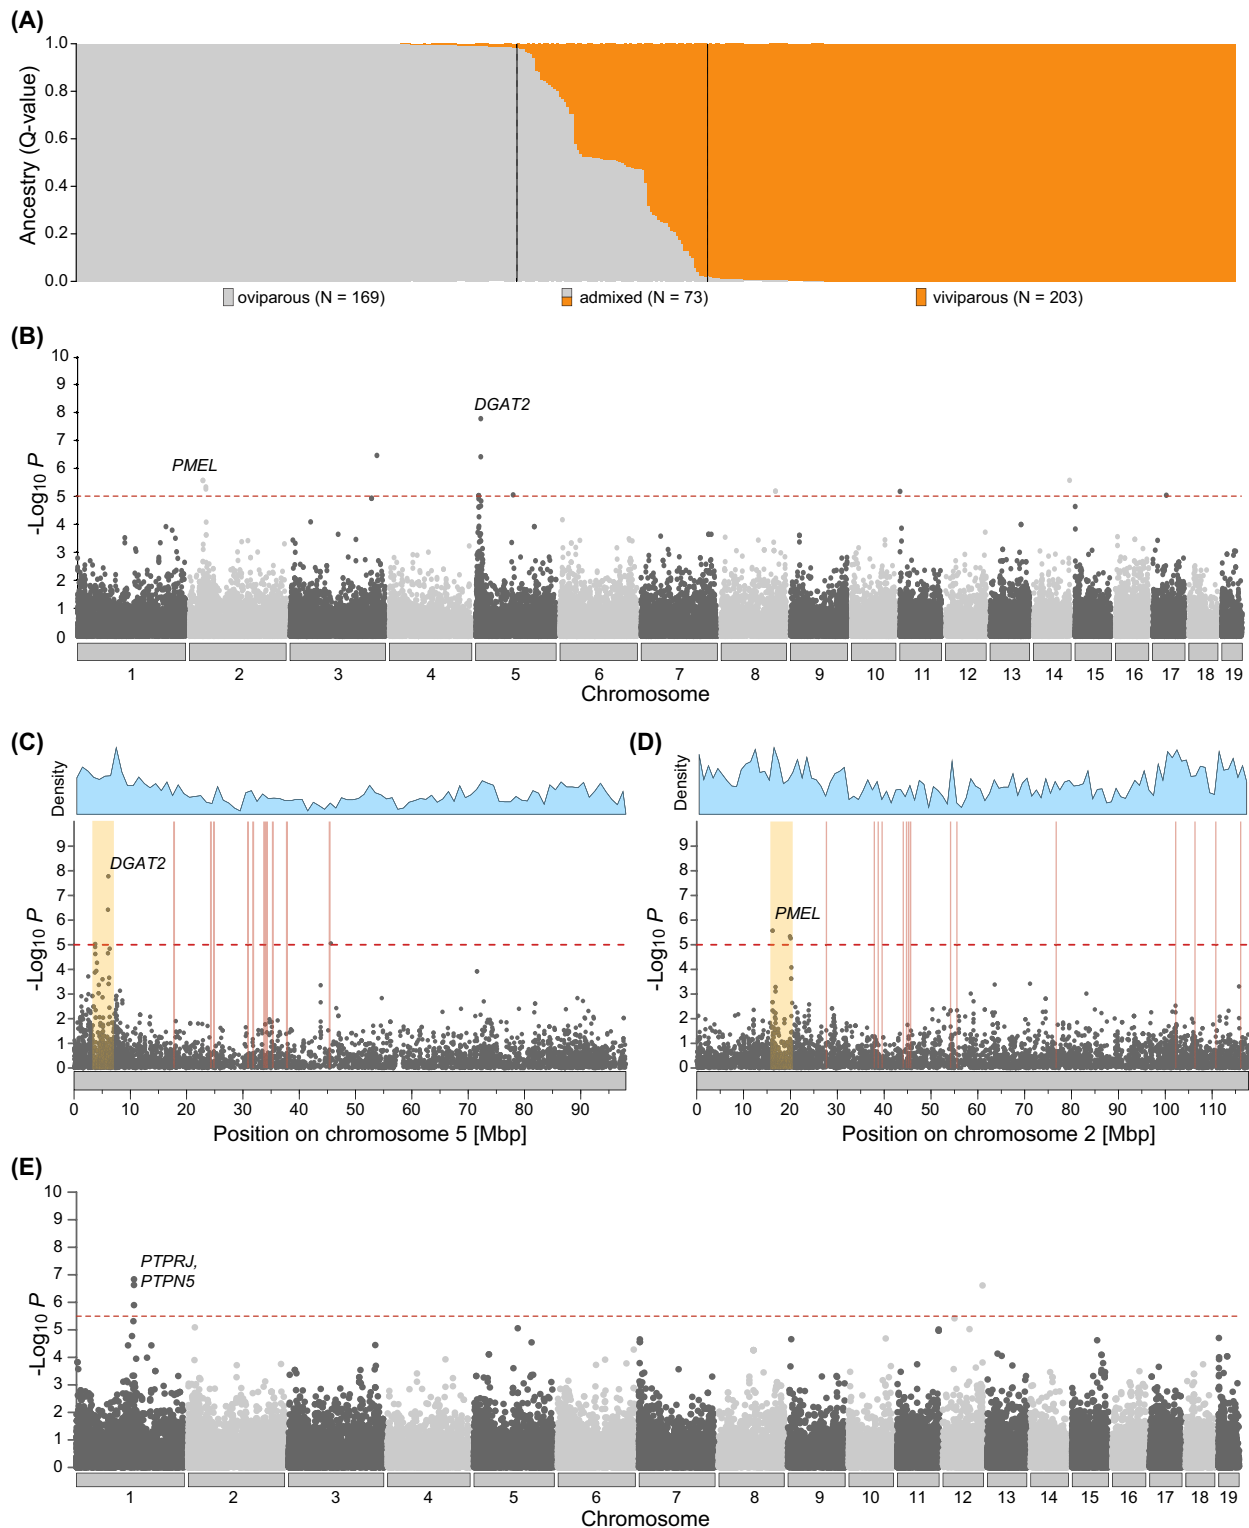 (A)
Ancestry (Q-value)
1.0
0.8
0.6
0.4
0.2
0.0
oviparous (N = 169)
admixed (N = 73)
viviparous (N = 203)
(B)
-Log10 P
10
9
8
7
6
5
4
3
2
1
0
PMEL
DGAT2
1 2 3 4 5 6 7 8 9 10 11 12 13 14 15 16 17 18 19
Chromosome
(C)
Density
-Log10 P
9
8
7
6
5
4
3
2
1
0
DGAT2
0 10 20 30 40 50 60 70 80 90
Position on chromosome 5 [Mbp]
(D)
Density
-Log10 P
9
8
7
6
5
4
3
2
1
0
PMEL
0 10 20 30 40 50 60 70 80 90 100 110
Position on chromosome 2 [Mbp]
(E)
-Log10 P
10
9
8
7
6
5
4
3
2
1
0
PTPRJ,
PTPN5
1 2 3 4 5 6 7 8 9 10 11 12 13 14 15 16 17 18 19
Chromosome